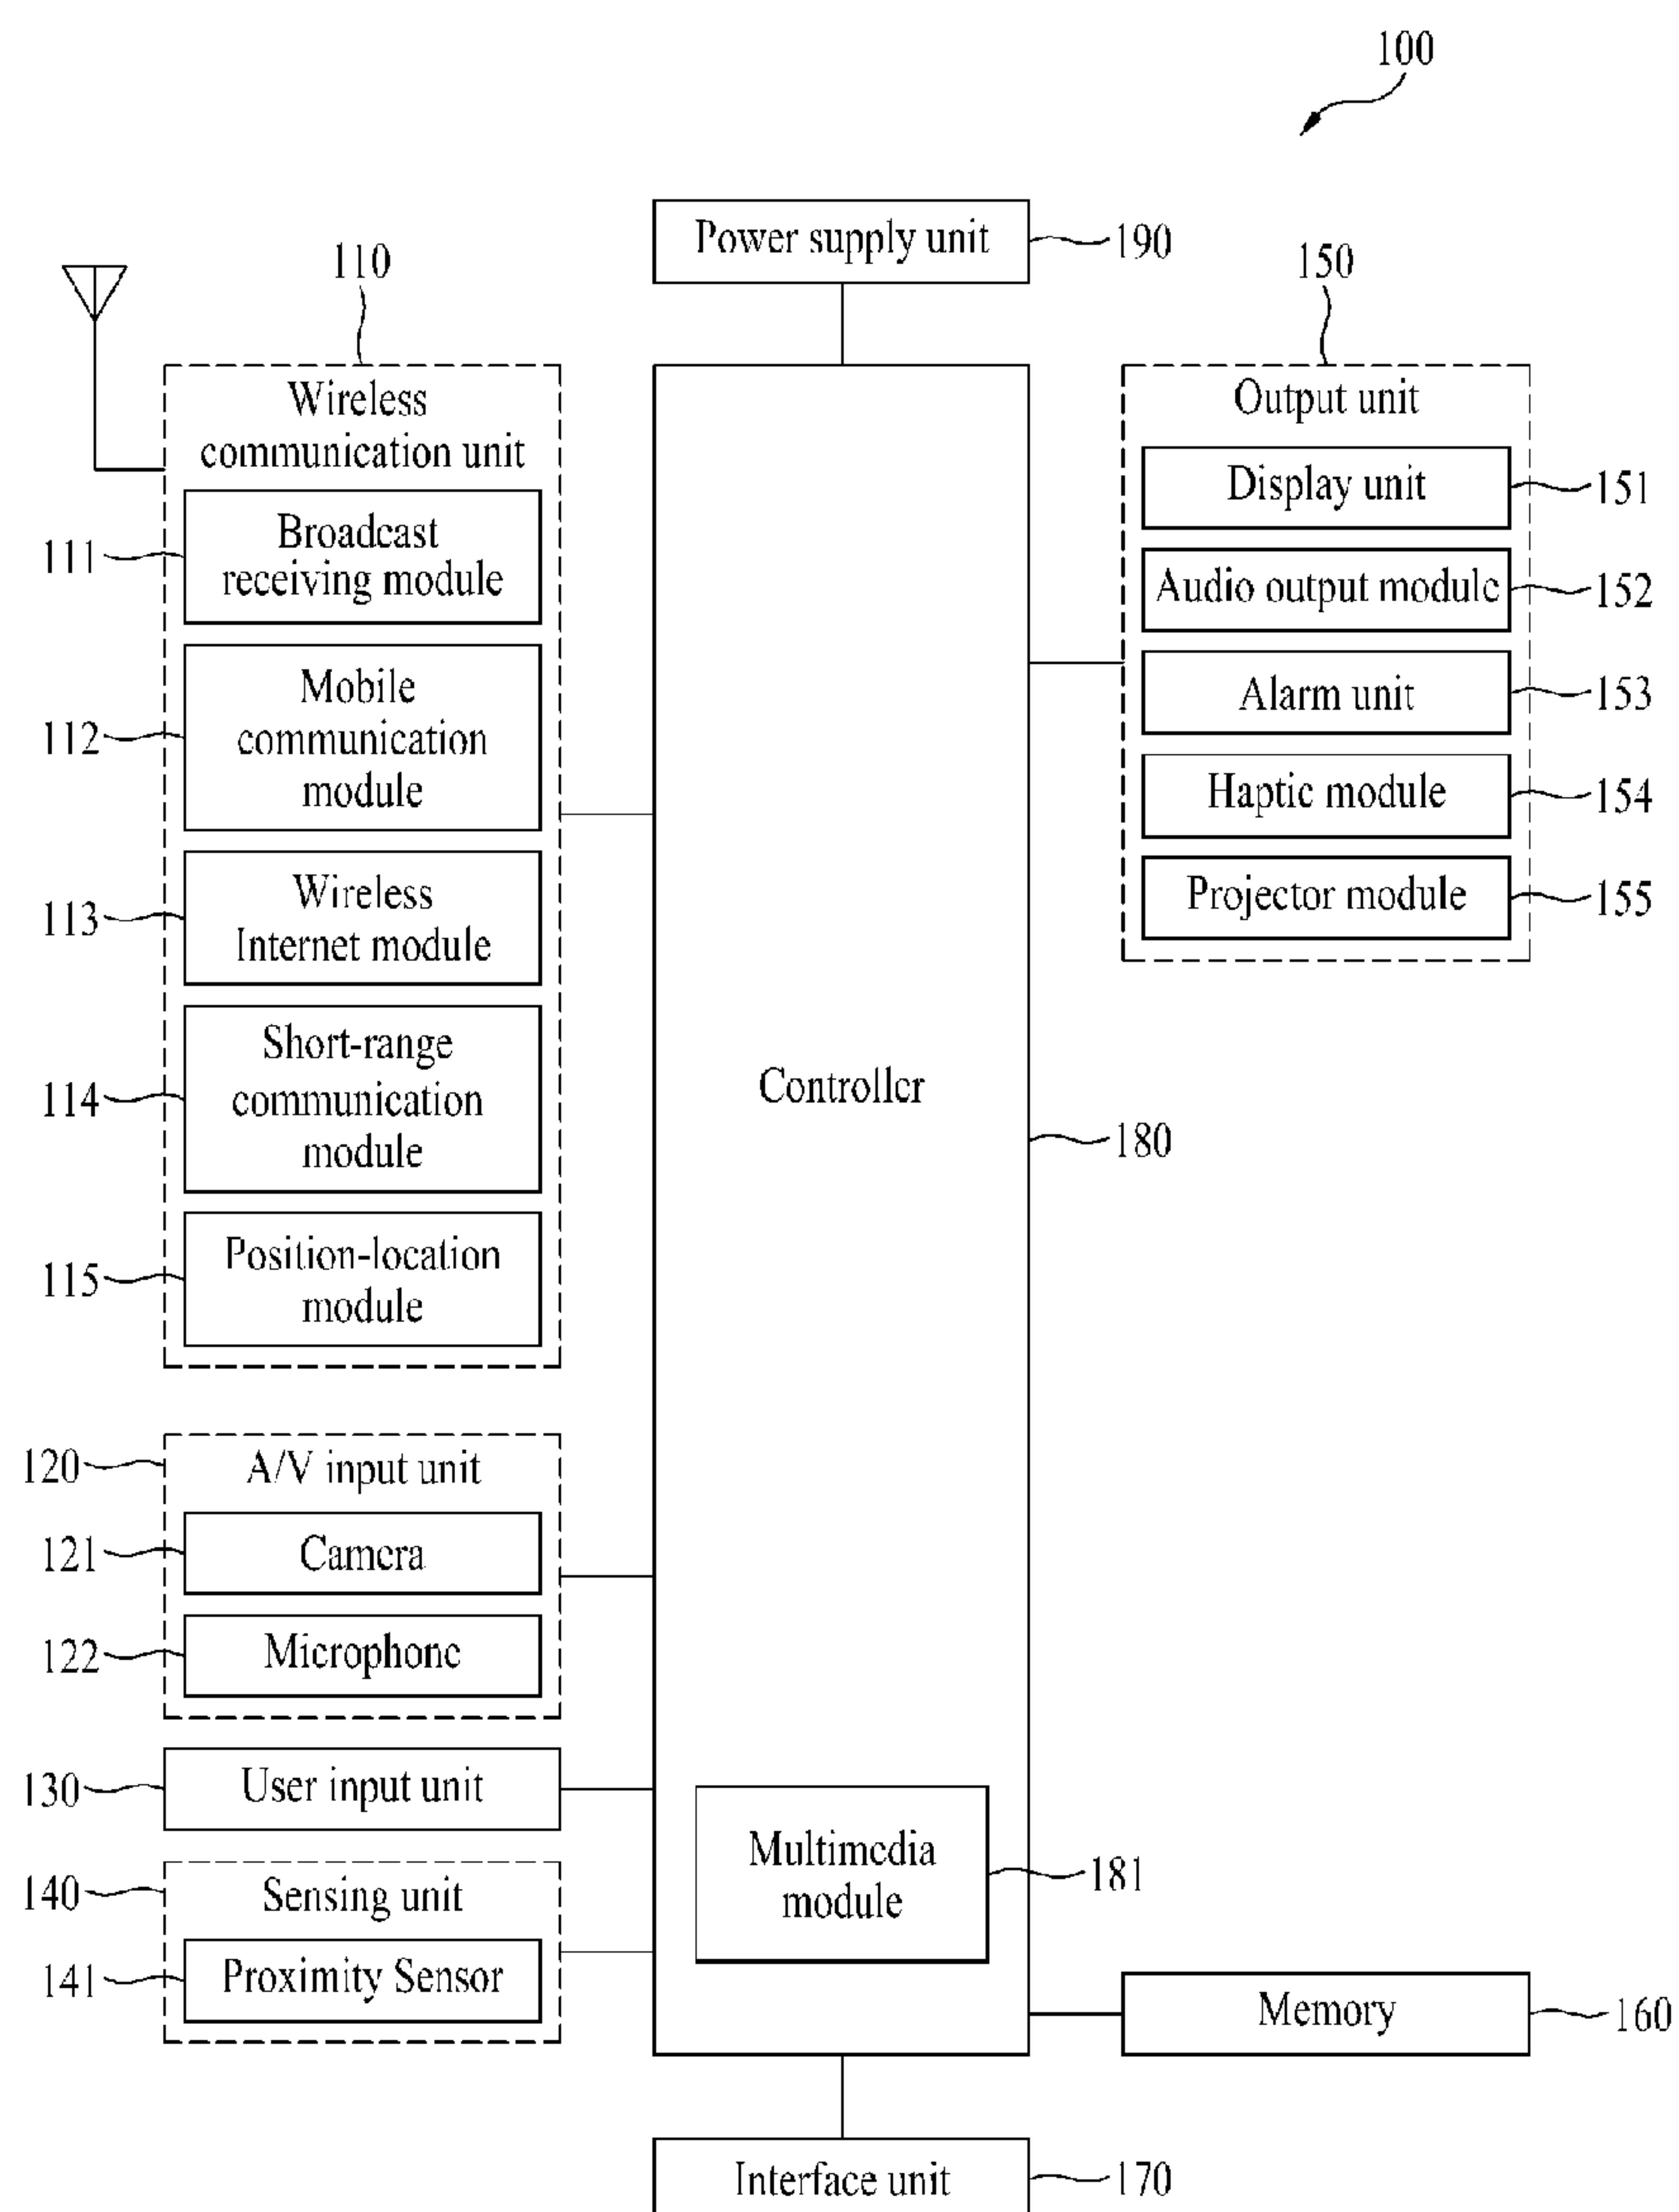 100
Power supply unit
190
110
150
Wireless
communication unit
111
Broadcast
receiving module
112
Mobile
communication
module
113
Wireless
Internet module
114
Short-range
communication
module
115
Position-location
module
120
A/V input unit
121
Camera
122
Microphone
130
User input unit
140
Sensing unit
141
Proximity Sensor
Controller
180
Multimedia
module
181
Output unit
Display unit
151
Audio output module
152
Alarm unit
153
Haptic module
154
Projector module
155
Memory
160
Interface unit
170